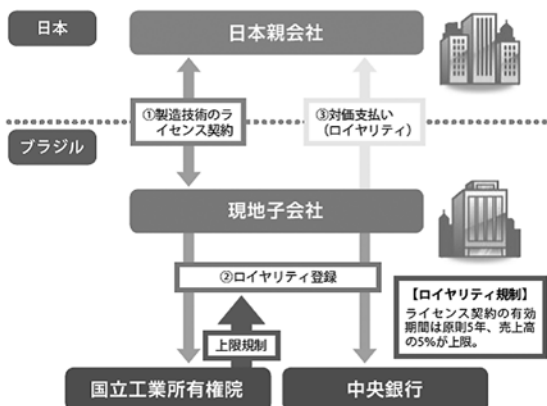 日本
日本親会社
①製造技術のラ
イセンス契約
③対価支払い
(ロイヤリティ)
ブラジル
現地子会社
②ロイヤリティ登録
【ロイヤリティ規制】
ライセンス契約の有効
期間は原則5年、売上高
の5%が上限。
上限規制
国立工業所有権院
中央銀行